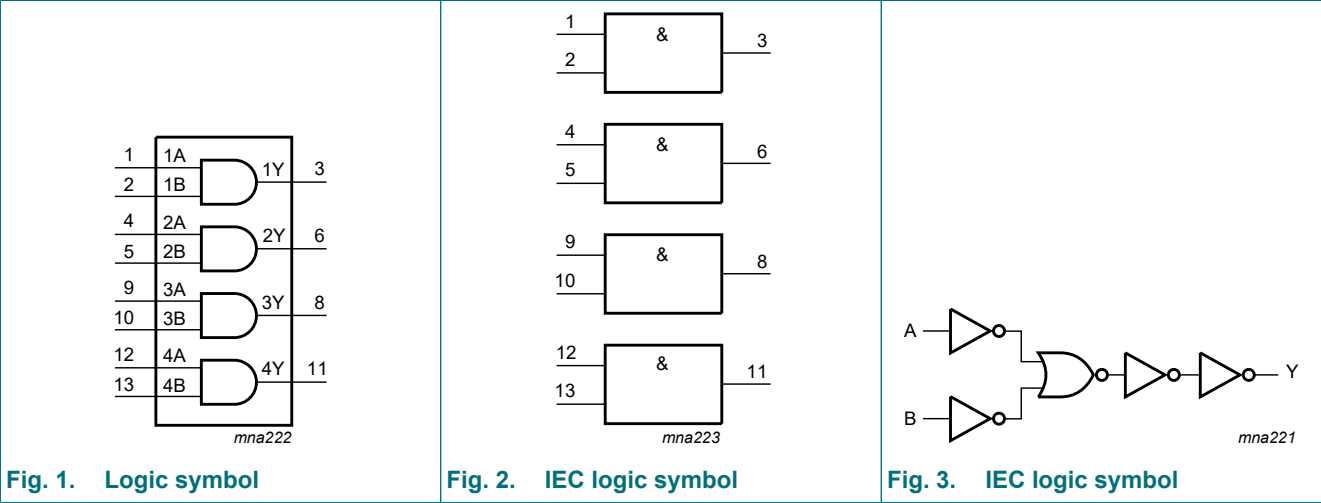 1 1A 1Y 3
2 1B
4 2A 2Y 6
5 2B
9 3A 3Y 8
10 3B
12 4A 4Y 11
13 4B
mna222
Fig. 1. Logic symbol
1 & 3
2
4 & 6
5
9 & 8
10
12 & 11
13
mna223
Fig. 2. IEC logic symbol
A
Y
B
mna221
Fig. 3. IEC logic symbol